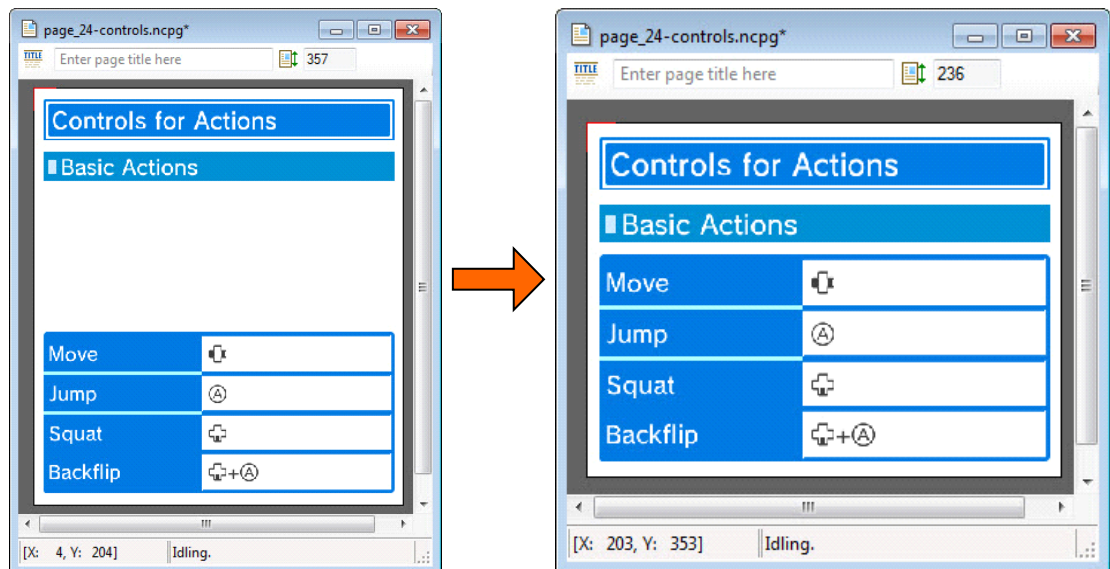 page_24-controls.ncpg*
TITLE Enter page title here 357
Controls for Actions
Basic Actions
Move
Jump Ⓐ
Squat
Backflip +Ⓐ
[X: 4, Y: 204] Idling.
page_24-controls.ncpg*
TITLE Enter page title here 236
Controls for Actions
Basic Actions
Move
Jump Ⓐ
Squat
Backflip +Ⓐ
[X: 203, Y: 353] Idling.